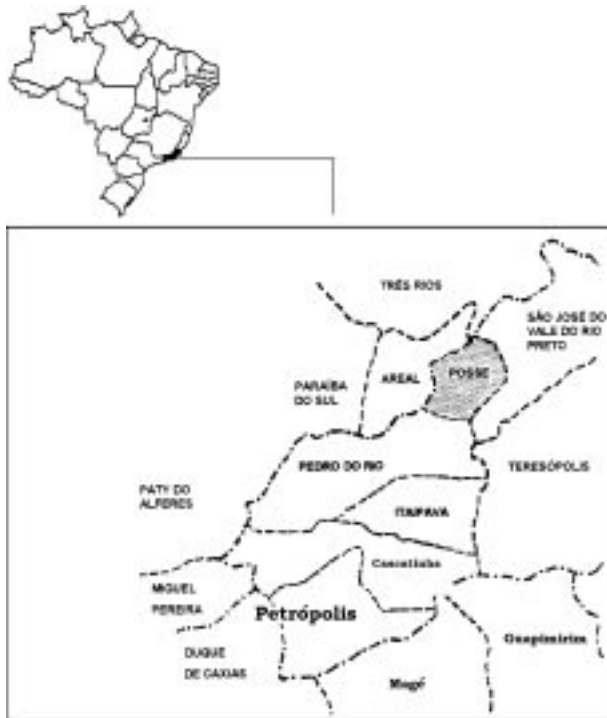 TRÊS RIOS
SÃO JOSÉ DO
VALE DO RIO
PRETO
POSSE
AREAL
PARAÍBA
DO SUL
PEDRO DO RIO
TERESÓPOLIS
PATY DO
ALFERES
ITAIPAVA
Cascatinha
MIGUEL
PEREIRA
Petrópolis
Guapimirim
DUQUE
DE CAXIAS
Magé